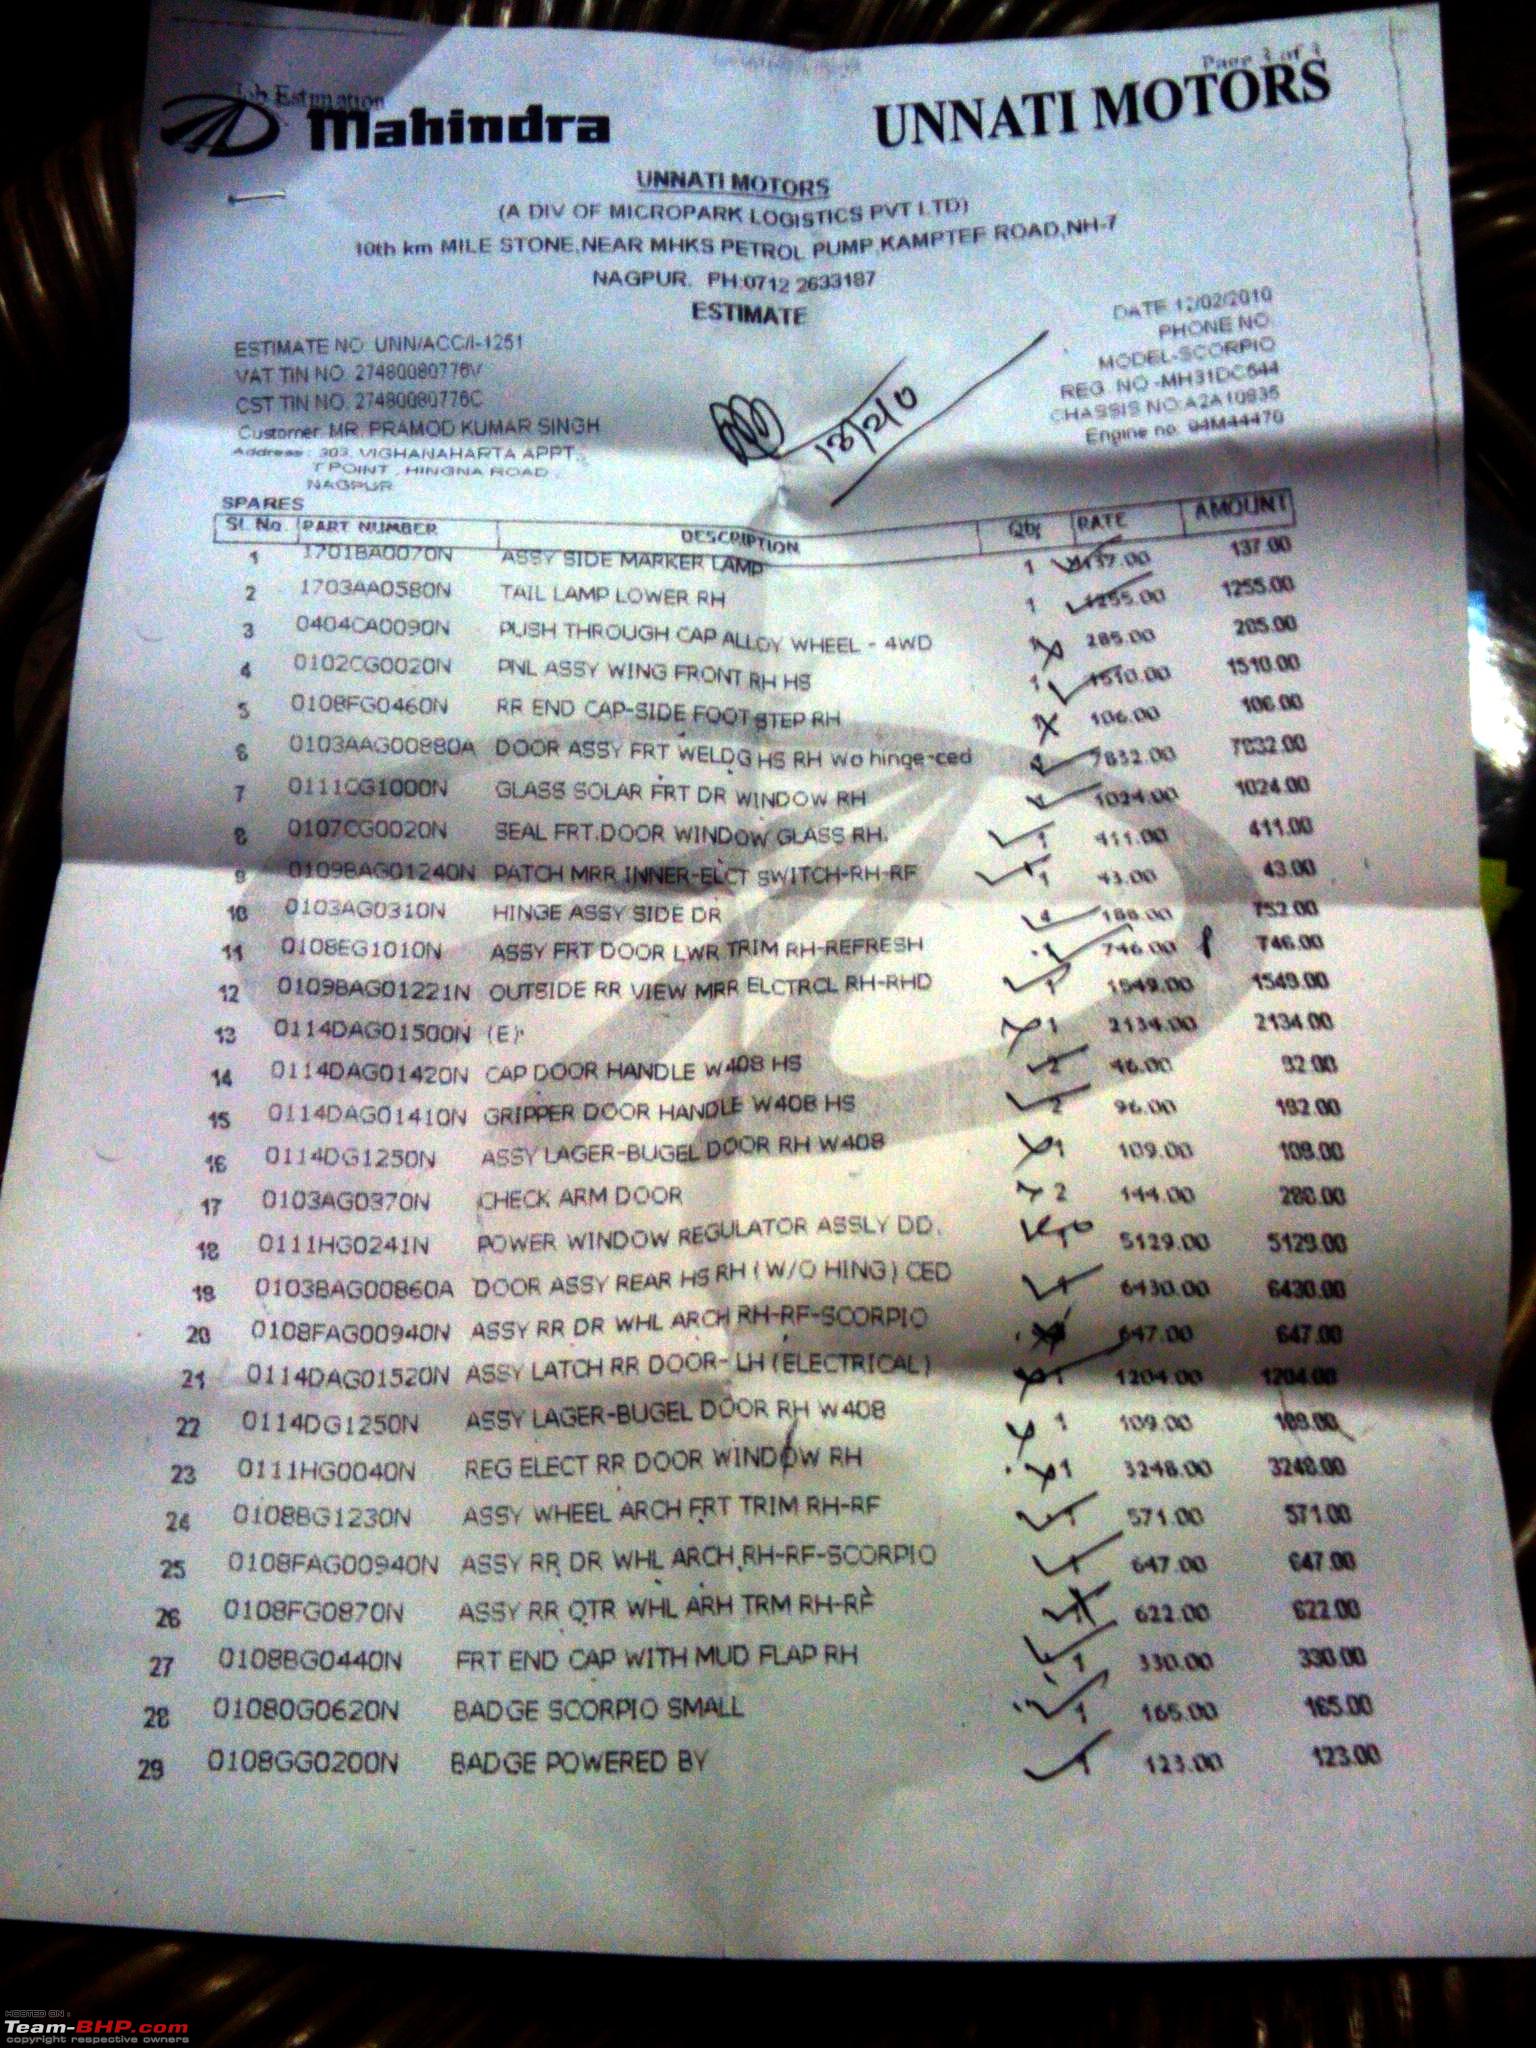 Job Estimation
Page 3 of 3
Mahindra
UNNATI MOTORS
UNNATI MOTORS
(A DIV OF MICROPARK LOGISTICS PVT LTD)
10th km MILE STONE,NEAR MHKS PETROL PUMP,KAMPTEE ROAD,NH-7
NAGPUR. PH:0712 2633187
ESTIMATE
ESTIMATE NO. UNN/ACC/I-1251
VAT TIN NO. 27480080776V
CST TIN NO. 27480080776C
Customer: MR. PRAMOD KUMAR SINGH
Address : 303, VIGHANAHARTA APPT.,
T POINT , HINGNA ROAD ,
NAGPUR
DATE 12/02/2010
PHONE NO.
MODEL-SCORPIO
REG. NO -MH31DC644
CHASSIS NO.A2A10935
Engine no. 94M44470
SPARES
Sl. No. PART NUMBER DESCRIPTION Qty RATE AMOUNT
1 1701BA0070N ASSY SIDE MARKER LAMP 1 137.00 137.00
2 1703AA0580N TAIL LAMP LOWER RH 1 1255.00 1255.00
3 0404CA0090N PUSH THROUGH CAP ALLOY WHEEL - 4WD 285.00 285.00
4 0102CG0020N PNL ASSY WING FRONT RH HS 1 1510.00 1510.00
5 0108FG0460N RR END CAP-SIDE FOOT STEP RH 106.00 106.00
6 0103AAG00880A DOOR ASSY FRT WELDG HS RH wo hinge-ced 7832.00 7832.00
7 0111CG1000N GLASS SOLAR FRT DR WINDOW RH 1024.00 1024.00
8 0107CG0020N SEAL FRT.DOOR WINDOW GLASS RH. 1 411.00 411.00
9 0109BAG01240N PATCH MRR INNER-ELCT SWITCH-RH-RF 1 43.00 43.00
10 0103AG0310N HINGE ASSY SIDE DR 4 188.00 752.00
11 0108EG1010N ASSY FRT DOOR LWR TRIM RH-REFRESH 1 746.00 746.00
12 0109BAG01221N OUTSIDE RR VIEW MRR ELCTRCL RH-RHD 1 1549.00 1549.00
13 0114DAG01500N (E) 1 2134.00 2134.00
14 0114DAG01420N CAP DOOR HANDLE W408 HS 2 46.00 92.00
15 0114DAG01410N GRIPPER DOOR HANDLE W408 HS 2 96.00 192.00
16 0114DG1250N ASSY LAGER-BUGEL DOOR RH W408 1 109.00 109.00
17 0103AG0370N CHECK ARM DOOR 2 144.00 288.00
18 0111HG0241N POWER WINDOW REGULATOR ASSLY DD. 5129.00 5129.00
19 0103BAG00860A DOOR ASSY REAR HS RH ( W/O HING ) CED 1 6430.00 6430.00
20 0108FAG00940N ASSY RR DR WHL ARCH RH-RF-SCORPIO 647.00 647.00
21 0114DAG01520N ASSY LATCH RR DOOR- LH (ELECTRICAL) 1 1204.00 1204.00
22 0114DG1250N ASSY LAGER-BUGEL DOOR RH W408 1 109.00 109.00
23 0111HG0040N REG ELECT RR DOOR WINDOW RH 1 3248.00 3248.00
24 0108BG1230N ASSY WHEEL ARCH FRT TRIM RH-RF 1 571.00 571.00
25 0108FAG00940N ASSY RR DR WHL ARCH RH-RF-SCORPIO 1 647.00 647.00
26 0108FG0870N ASSY RR QTR WHL ARH TRM RH-RF 1 622.00 622.00
27 0108BG0440N FRT END CAP WITH MUD FLAP RH 1 330.00 330.00
28 01080G0620N BADGE SCORPIO SMALL 1 165.00 165.00
29 0108GG0200N BADGE POWERED BY 1 123.00 123.00
HOSTED ON :
Team-BHP.com
copyright respective owners